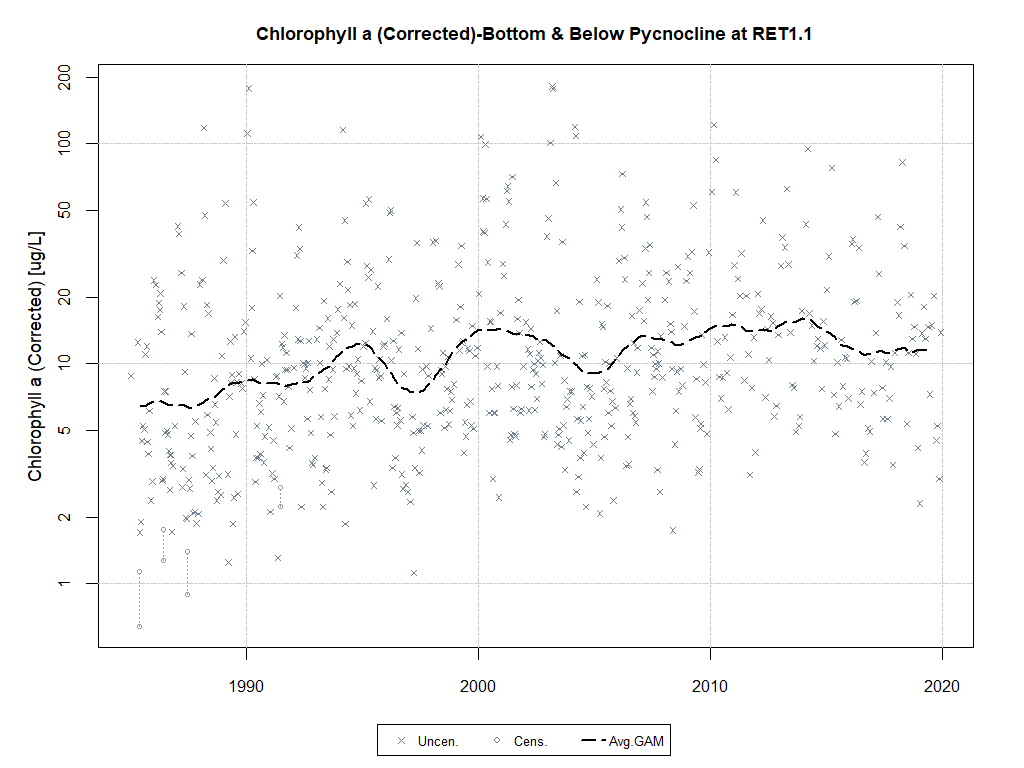 Chlorophyll a (Corrected)-Bottom & Below Pycnocline at RET1.1
Chlorophyll a (Corrected) [ug/L]
200
100
50
20
10
5
2
1
1990 2000 2010 2020
Uncen. Cens. Avg.GAM